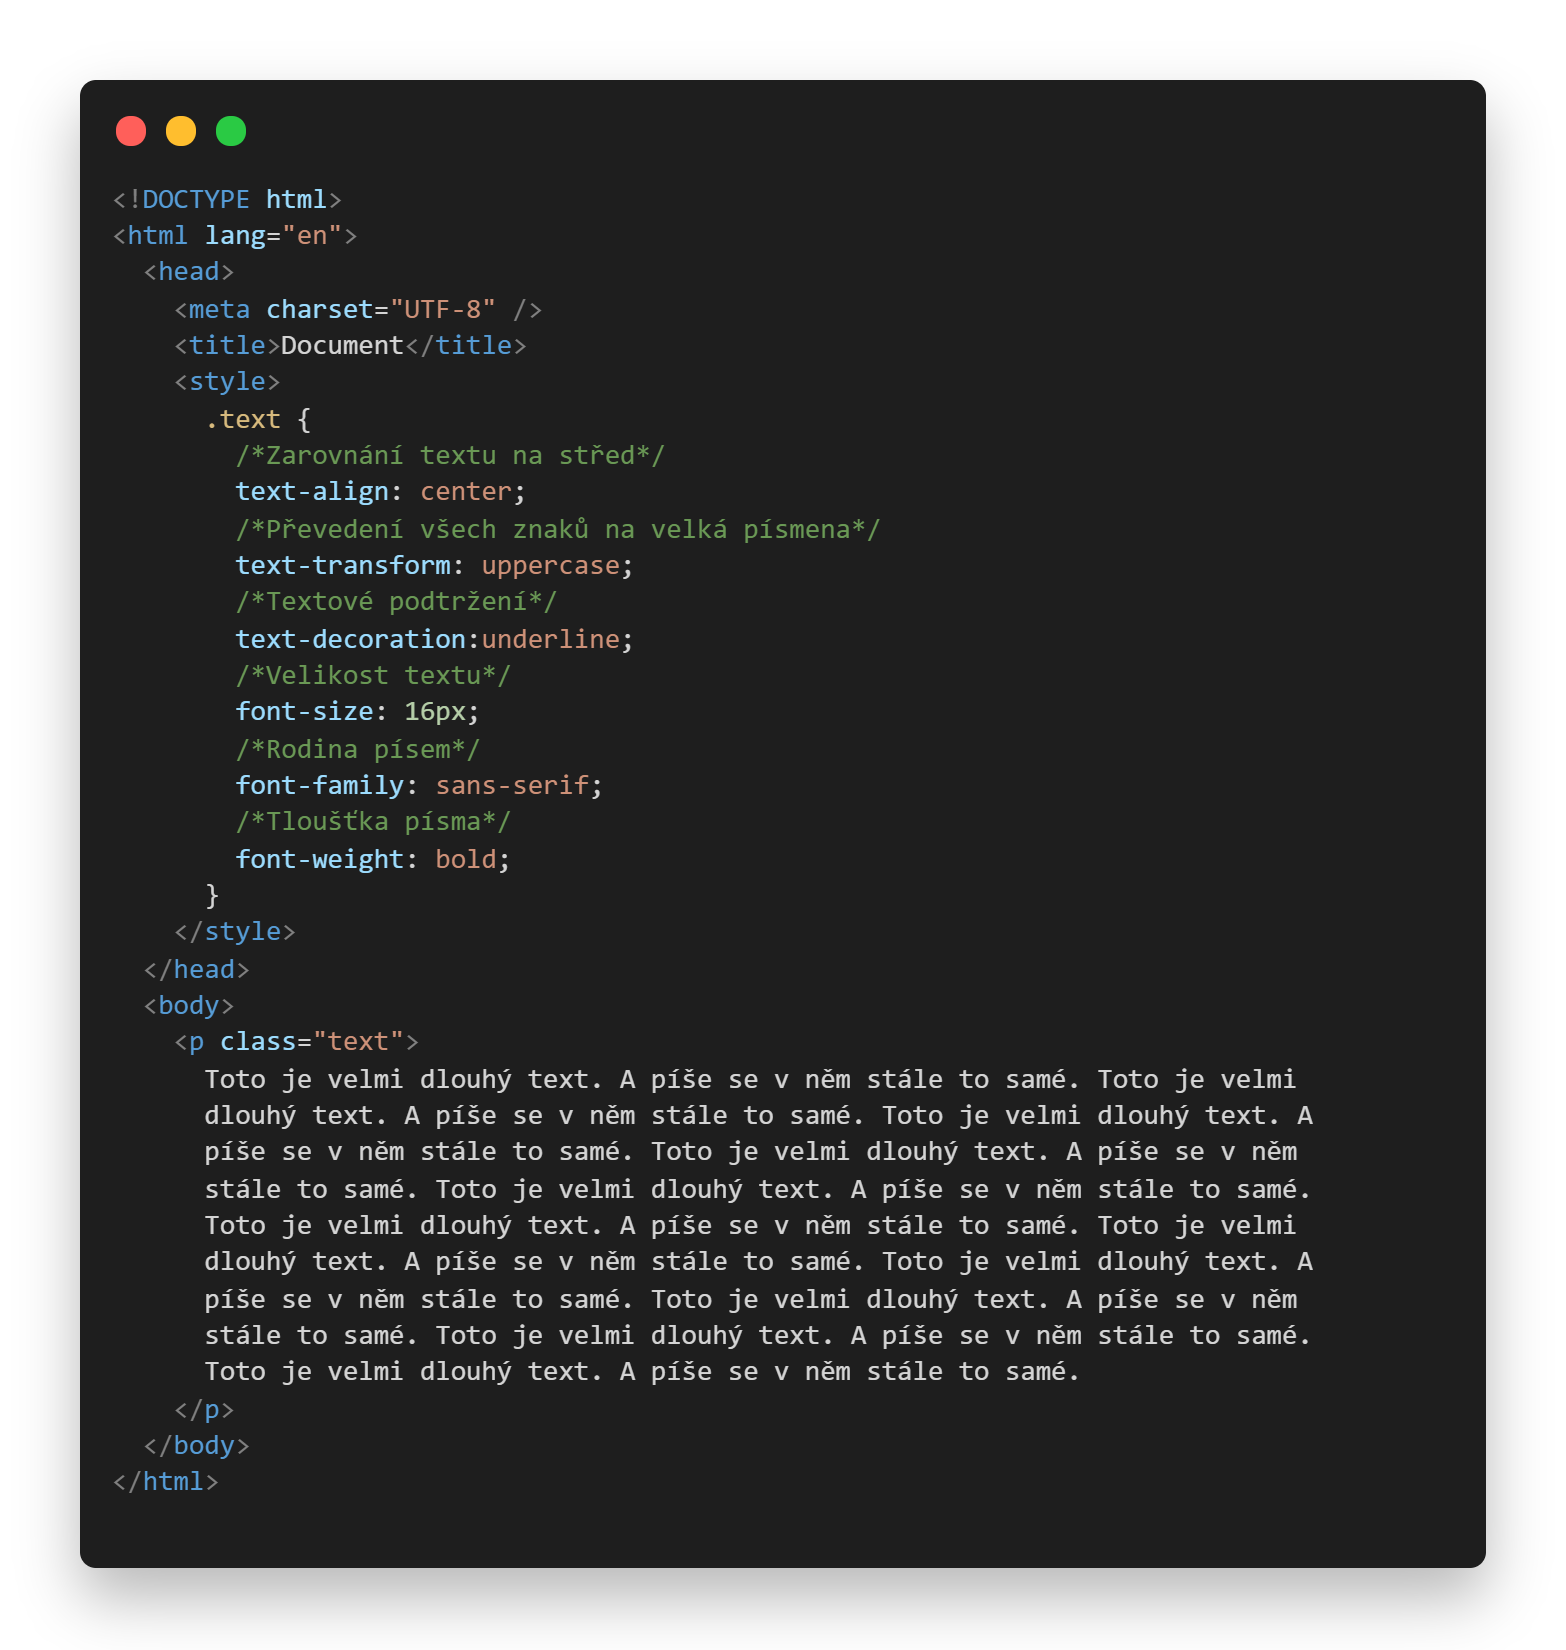 <!DOCTYPE html>
<html lang="en">
  <head>
    <meta charset="UTF-8" />
    <title>Document</title>
    <style>
      .text {
        /*Zarovnání textu na střed*/
        text-align: center;
        /*Převedení všech znaků na velká písmena*/
        text-transform: uppercase;
        /*Textové podtržení*/
        text-decoration:underline;
        /*Velikost textu*/
        font-size: 16px;
        /*Rodina písem*/
        font-family: sans-serif;
        /*Tloušťka písma*/
        font-weight: bold;
      }
    </style>
  </head>
  <body>
    <p class="text">
      Toto je velmi dlouhý text. A píše se v něm stále to samé. Toto je velmi
      dlouhý text. A píše se v něm stále to samé. Toto je velmi dlouhý text. A
      píše se v něm stále to samé. Toto je velmi dlouhý text. A píše se v něm
      stále to samé. Toto je velmi dlouhý text. A píše se v něm stále to samé.
      Toto je velmi dlouhý text. A píše se v něm stále to samé. Toto je velmi
      dlouhý text. A píše se v něm stále to samé. Toto je velmi dlouhý text. A
      píše se v něm stále to samé. Toto je velmi dlouhý text. A píše se v něm
      stále to samé. Toto je velmi dlouhý text. A píše se v něm stále to samé.
      Toto je velmi dlouhý text. A píše se v něm stále to samé.
    </p>
  </body>
</html>